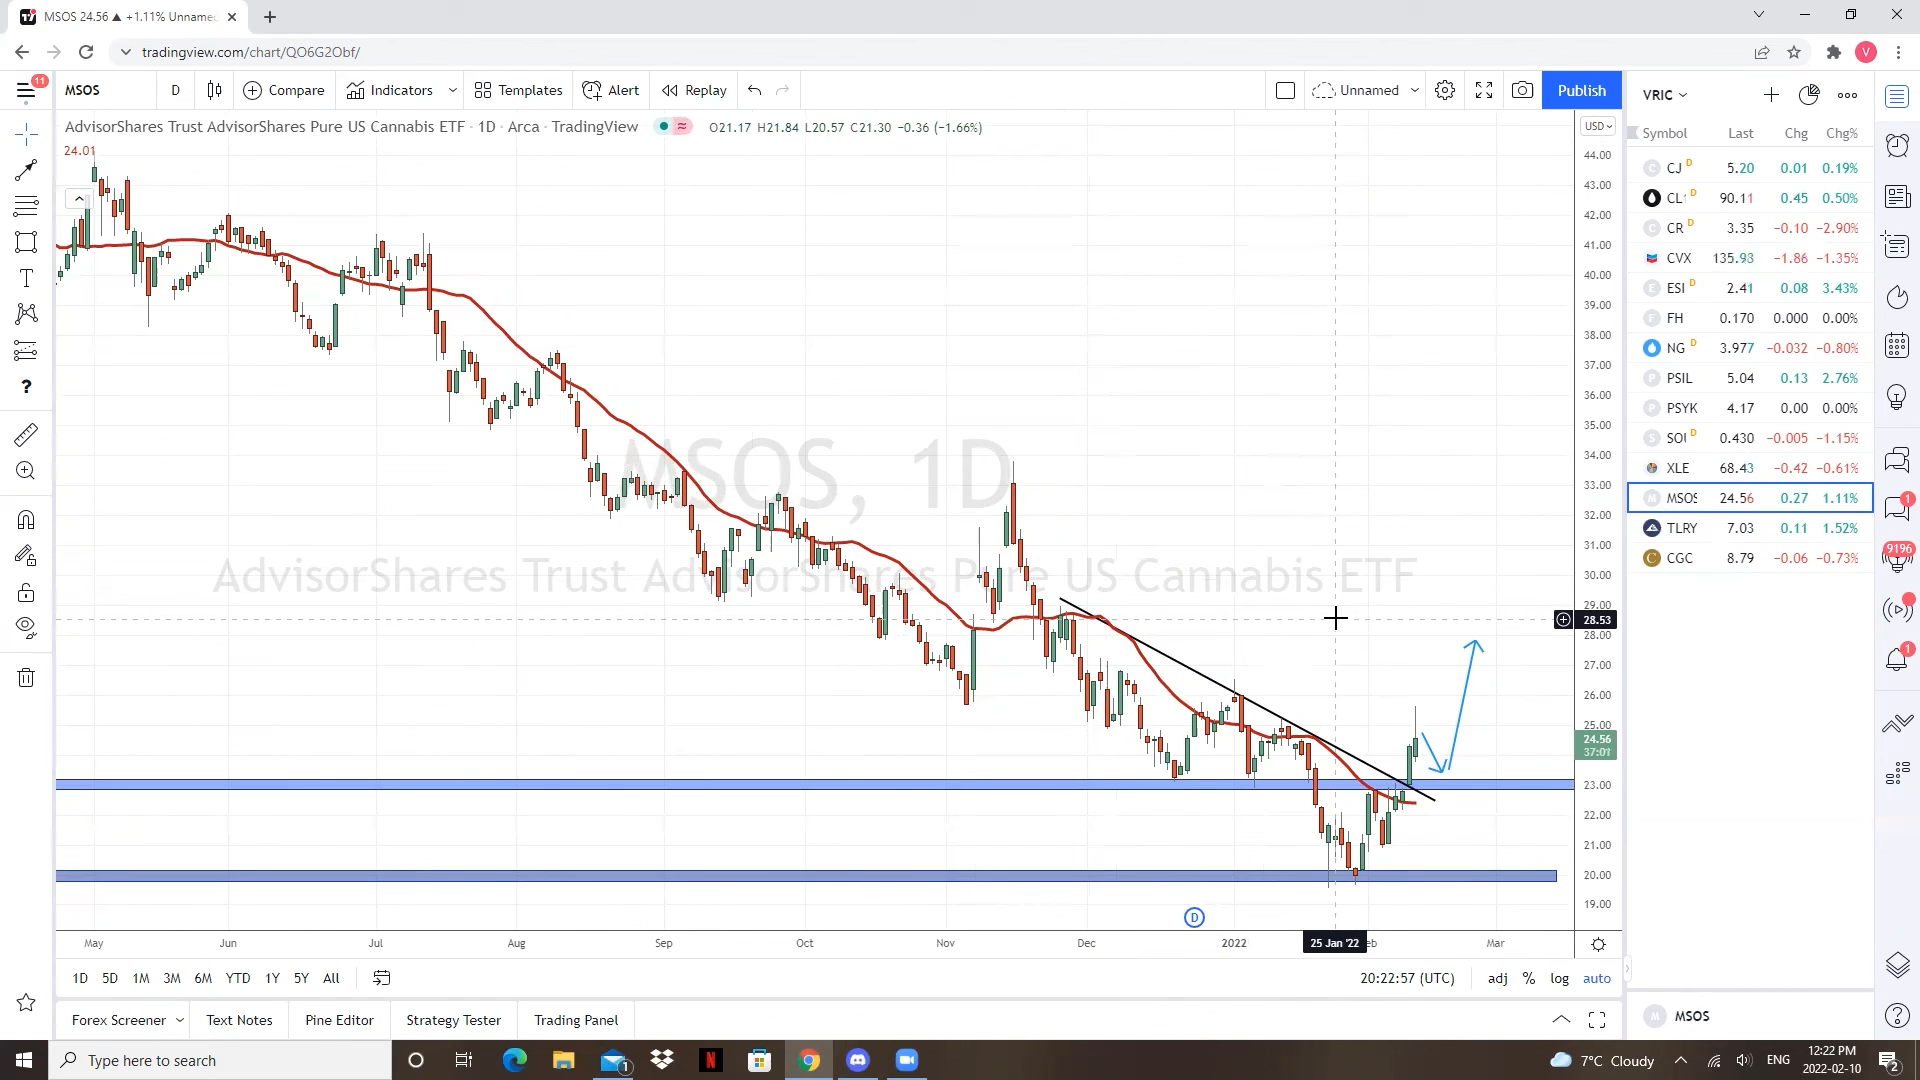 MSOS 24.56 ▲ +1.11% Unname
tradingview.com/chart/QO6G2Obf/
V
11
MSOS D Compare Indicators Templates Alert Replay Unnamed Publish
AdvisorShares Trust AdvisorShares Pure US Cannabis ETF · 1D · Arca · TradingView O21.17 H21.84 L20.57 C21.30 −0.36 (−1.66%)
24.01
USD
44.00
43.00
42.00
41.00
40.00
39.00
38.00
37.00
36.00
35.00
34.00
33.00
32.00
31.00
30.00
29.00
28.53
28.00
27.00
26.00
25.00
24.56
37:01
23.00
22.00
21.00
20.00
19.00
MSOS, 1D
AdvisorShares Trust AdvisorShares Pure US Cannabis ETF
D
May Jun Jul Aug Sep Oct Nov Dec 2022 25 Jan '22 eb Mar
1D 5D 1M 3M 6M YTD 1Y 5Y All 20:22:57 (UTC) adj % log auto
Forex Screener Text Notes Pine Editor Strategy Tester Trading Panel
VRIC
Symbol Last Chg Chg%
C CJ D 5.20 0.01 0.19%
CL1 D 90.11 0.45 0.50%
C CR D 3.35 −0.10 −2.90%
CVX 135.93 −1.86 −1.35%
E ESI D 2.41 0.08 3.43%
F FH 0.170 0.000 0.00%
NG D 3.977 −0.032 −0.80%
P PSIL 5.04 0.13 2.76%
P PSYK 4.17 0.00 0.00%
S SOI D 0.430 −0.005 −1.15%
XLE 68.43 −0.42 −0.61%
M MSOS 24.56 0.27 1.11%
TLRY 7.03 0.11 1.52%
C CGC 8.79 −0.06 −0.73%
1
9196
1
M MSOS
Type here to search
1
N
7°C Cloudy ENG
12:22 PM
2022-02-10
2